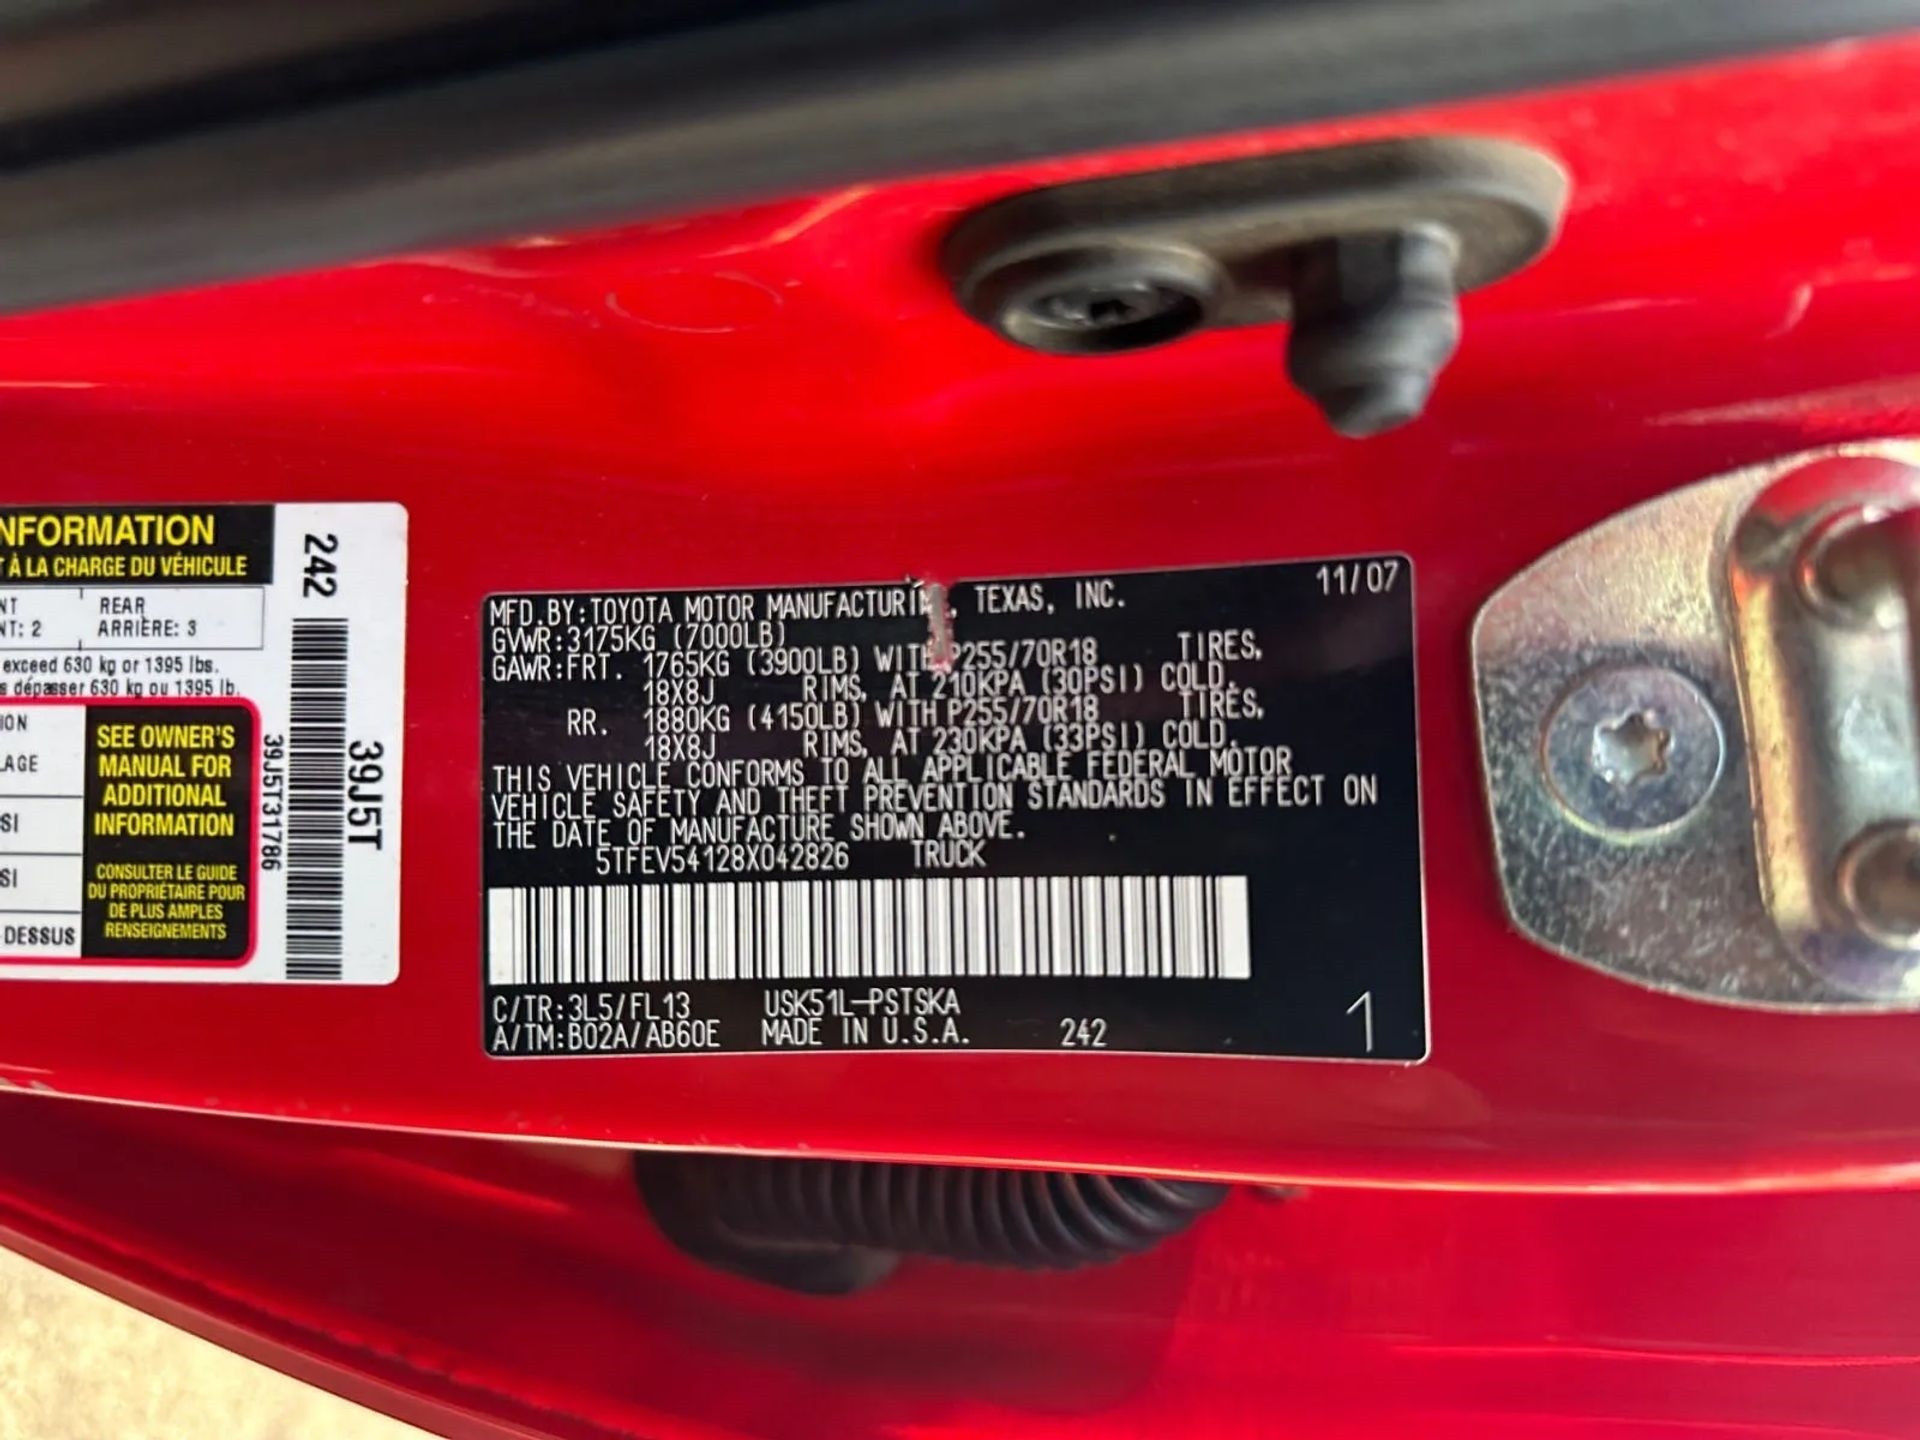 NFORMATION
T À LA CHARGE DU VÉHICULE
NT REAR
NT: 2 ARRIÈRE: 3
exceed 630 kg or 1395 lbs.
s dépasser 630 kg ou 1395 lb.
ION
LAGE
SI
SI
DESSUS
SEE OWNER'S
MANUAL FOR
ADDITIONAL
INFORMATION
CONSULTER LE GUIDE
DU PROPRIÉTAIRE POUR
DE PLUS AMPLES
RENSEIGNEMENTS
242
39J5T
39J5T31786
MFD.BY:TOYOTA MOTOR TEXAS, INC. 11/07
GVWR:3175KG (7000LB)
GAWR:FRT. 1765KG (3900LB) WITH P255/70R18 TIRES,
18X8J RIMS, AT 210KPA (30PSI) COLD.
RR. 1880KG (4150LB) WITH P255/70R18 TIRES,
18X8J RIMS, AT 230KPA (33PSI) COLD.
THIS VEHICLE CONFORMS TO ALL APPLICABLE FEDERAL MOTOR
VEHICLE SAFETY AND THEFT PREVENTION STANDARDS IN EFFECT ON
THE DATE OF MANUFACTURE SHOWN ABOVE.
5TFEV54128X042826 TRUCK
C/TR:3L5/FL13 USK51L-PSTSKA
A/TM:B02A/AB60E MADE IN U.S.A. 242 1